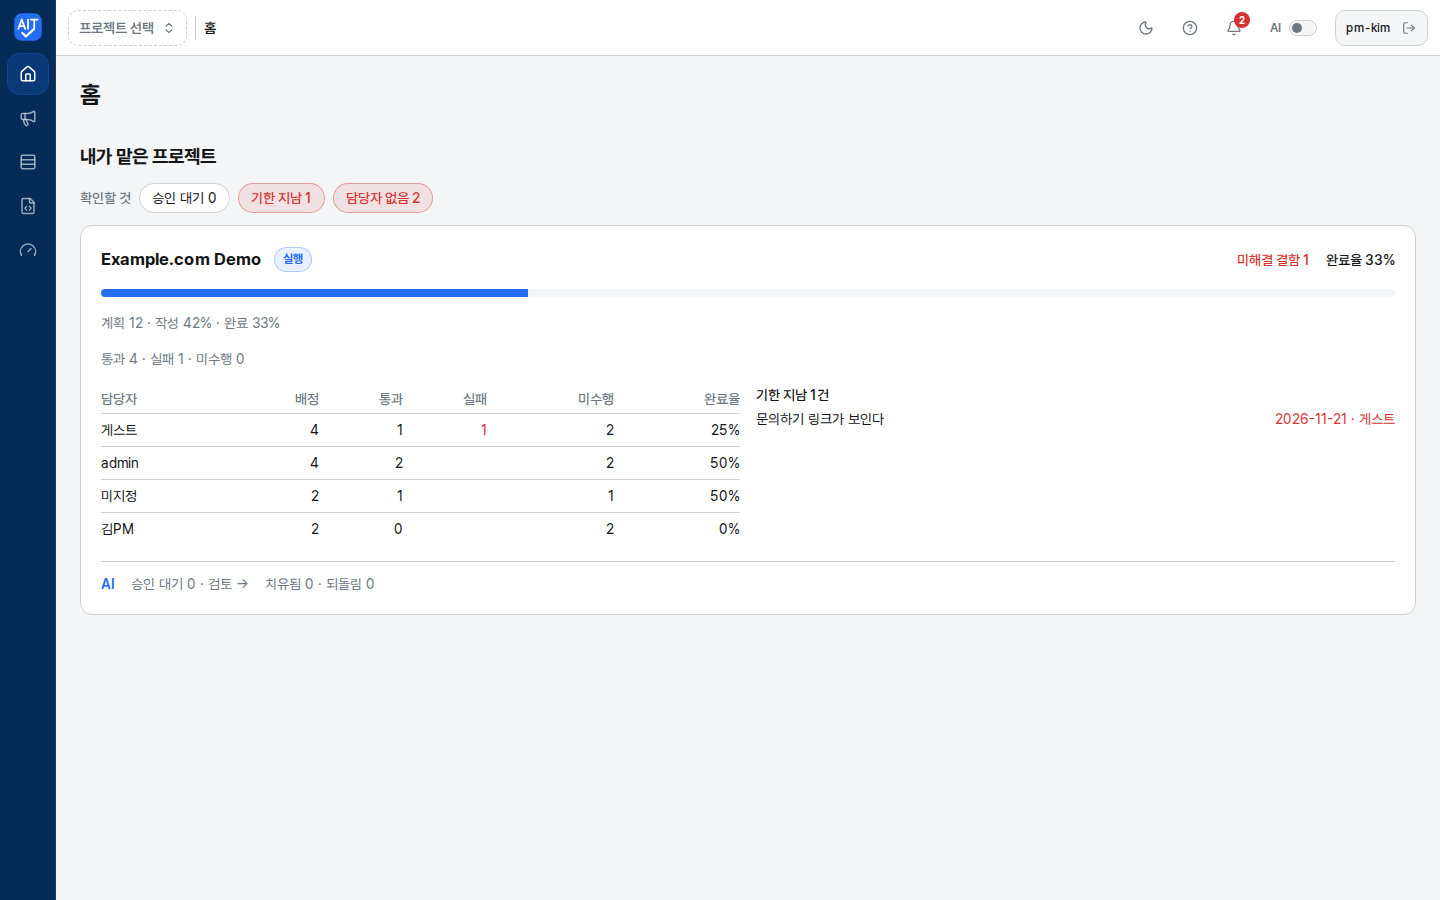 AIT
프로젝트 선택
홈
2
AI
pm-kim
홈
내가 맡은 프로젝트
확인할 것 승인 대기 0 기한 지남 1 담당자 없음 2
Example.com Demo 실행 미해결 결함 1 완료율 33%
계획 12 · 작성 42% · 완료 33%
통과 4 · 실패 1 · 미수행 0
담당자 배정 통과 실패 미수행 완료율
게스트 4 1 1 2 25%
admin 4 2 2 50%
미지정 2 1 1 50%
김PM 2 0 2 0%
기한 지남 1건
문의하기 링크가 보인다 2026-11-21 · 게스트
AI 승인 대기 0 · 검토 → 치유됨 0 · 되돌림 0